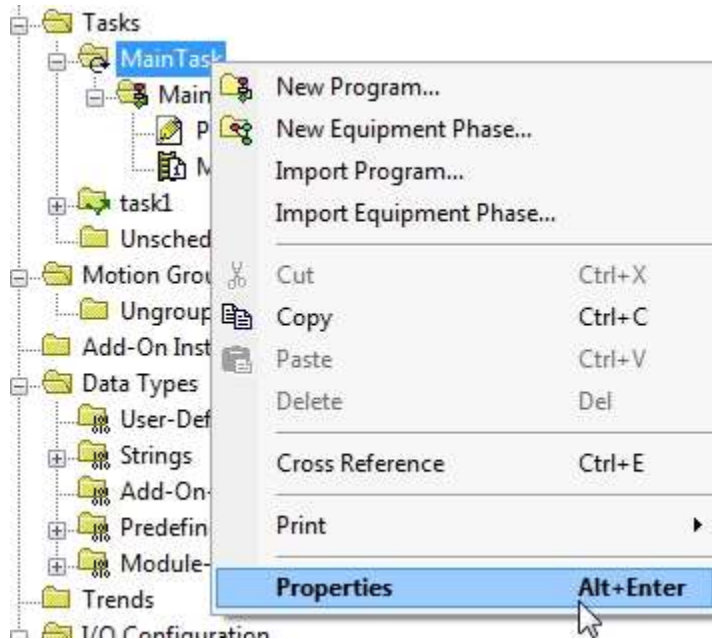 Tasks
MainTask
Main
New Program...
P
New Equipment Phase...
M
Import Program...
task1
Import Equipment Phase...
Unsched
Motion Grou
Cut Ctrl+X
Ungroup
Copy Ctrl+C
Add-On Inst
Paste Ctrl+V
Data Types
Delete Del
User-Def
Strings
Cross Reference Ctrl+E
Add-On-
Predefin
Print
Module-
Properties Alt+Enter
Trends
I/O Configuration